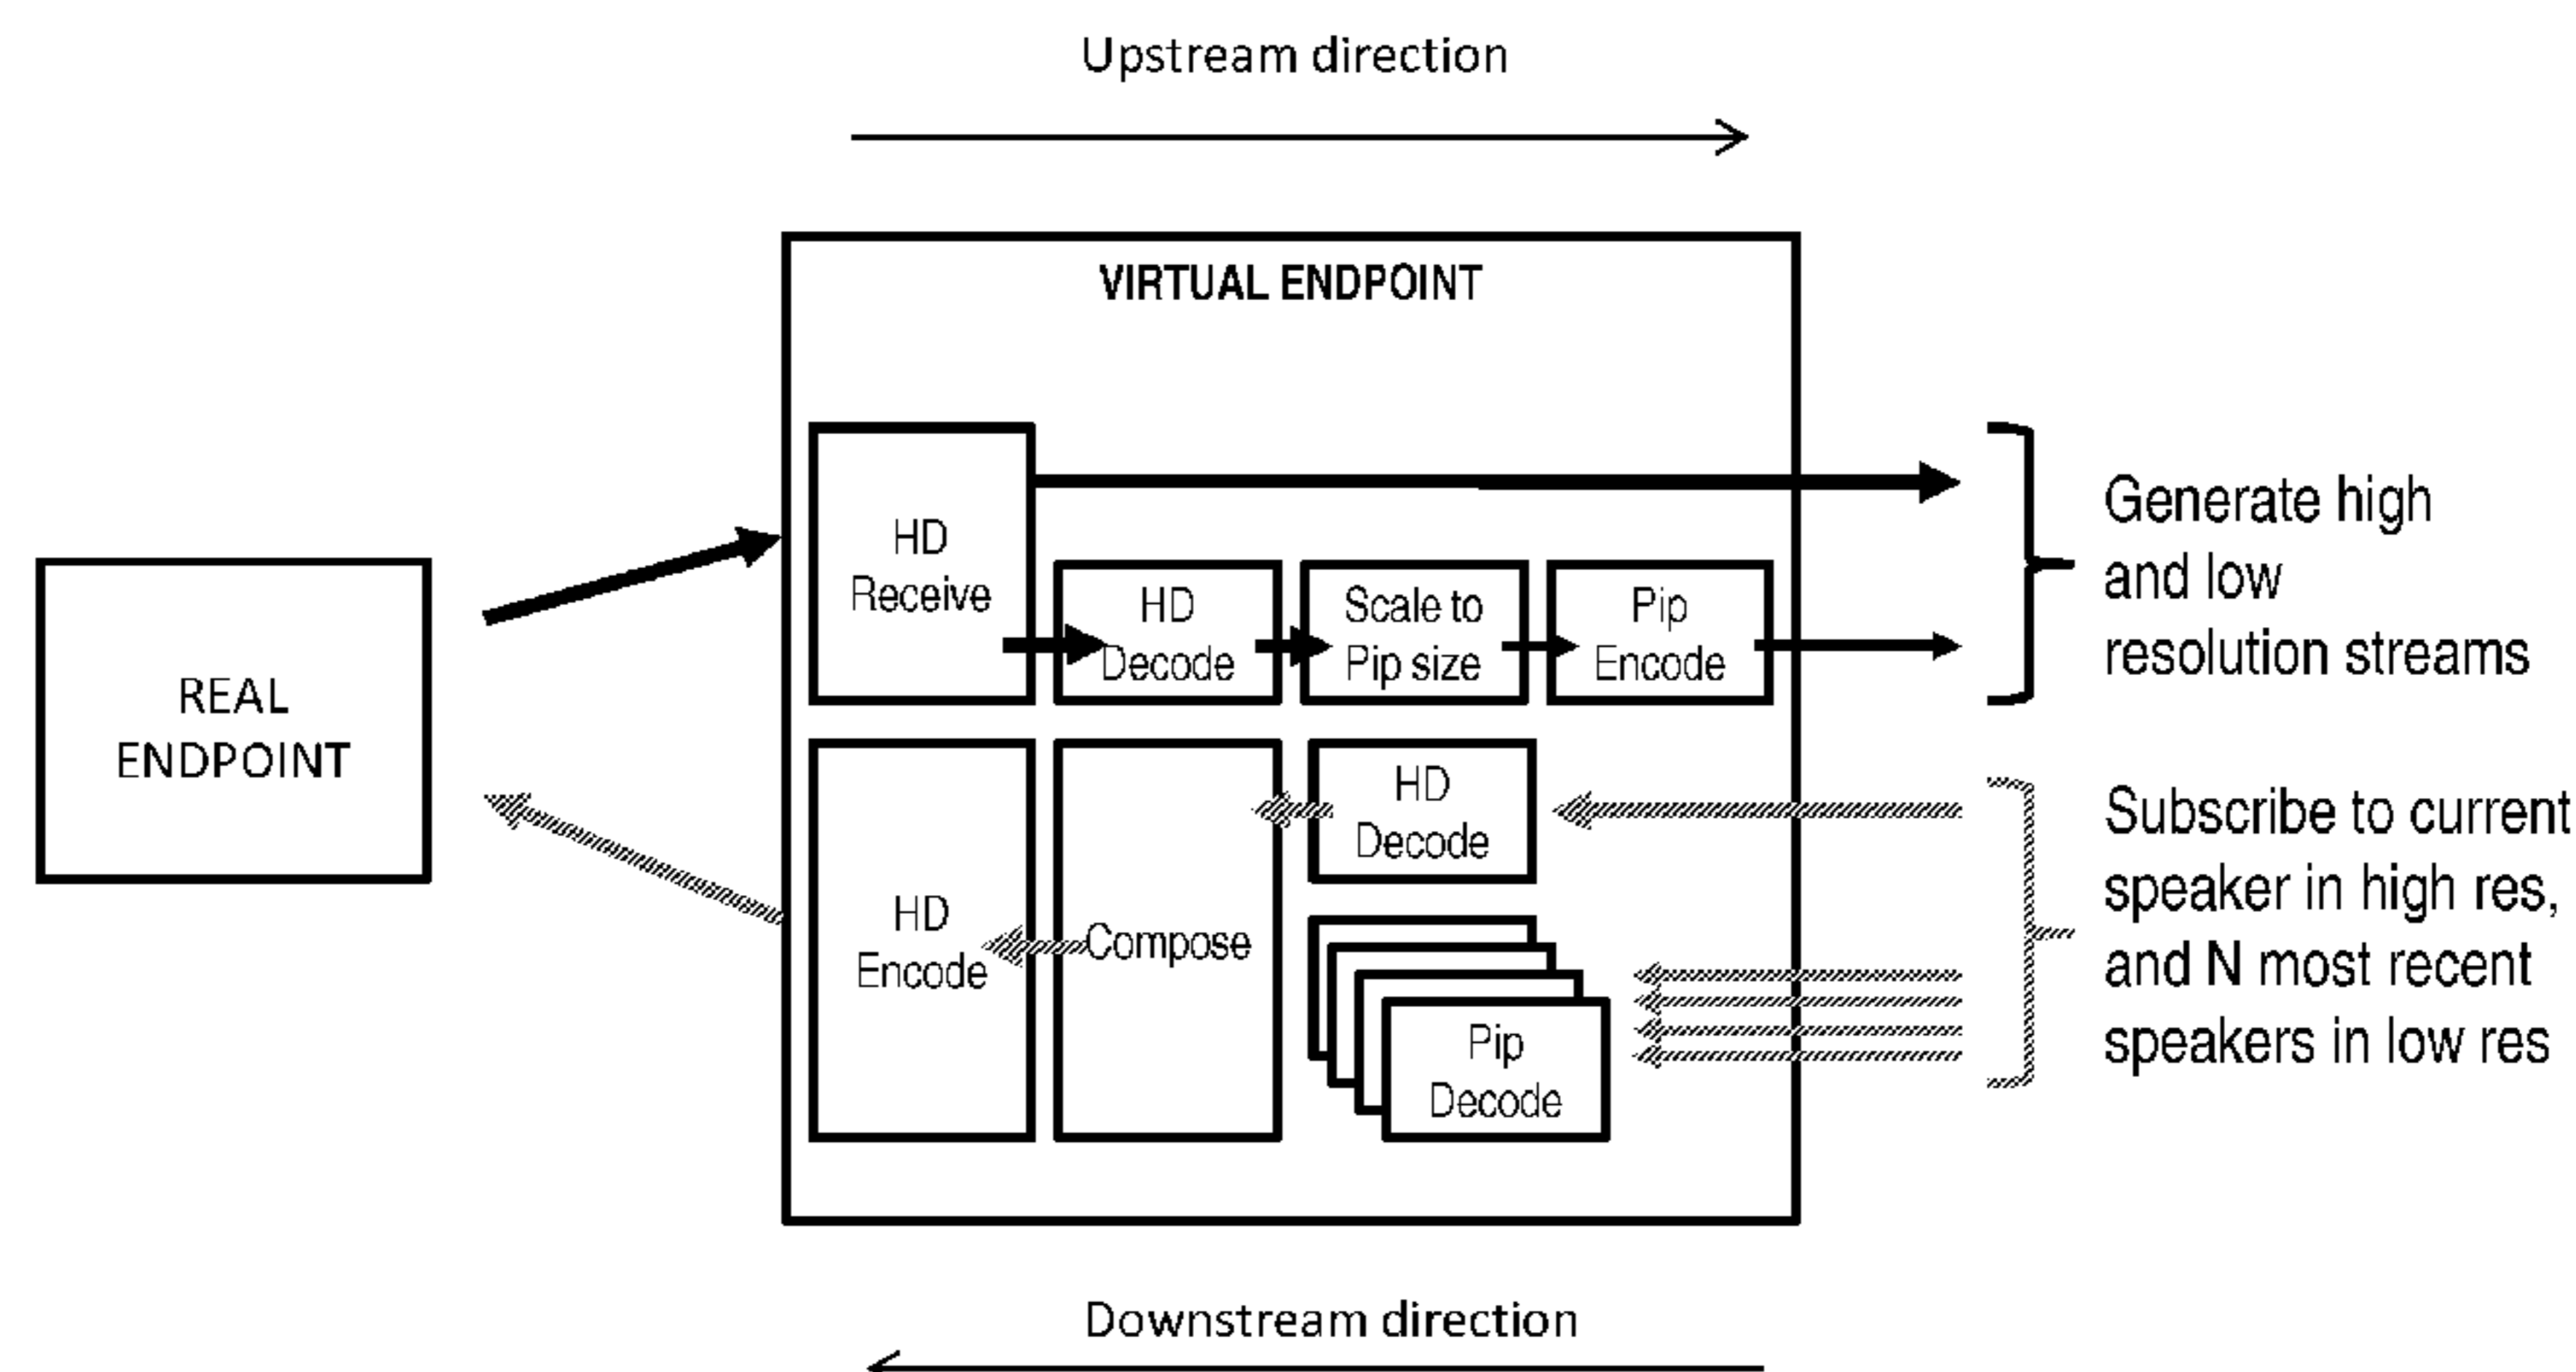 Upstream direction
VIRTUAL ENDPOINT
REAL
ENDPOINT
HD
Receive
HD
Decode
Scale to
Pip size
Pip
Encode
Generate high
and low
resolution streams
HD
Encode
Compose
HD
Decode
Pip
Decode
Subscribe to current
speaker in high res,
and N most recent
speakers in low res
Downstream direction